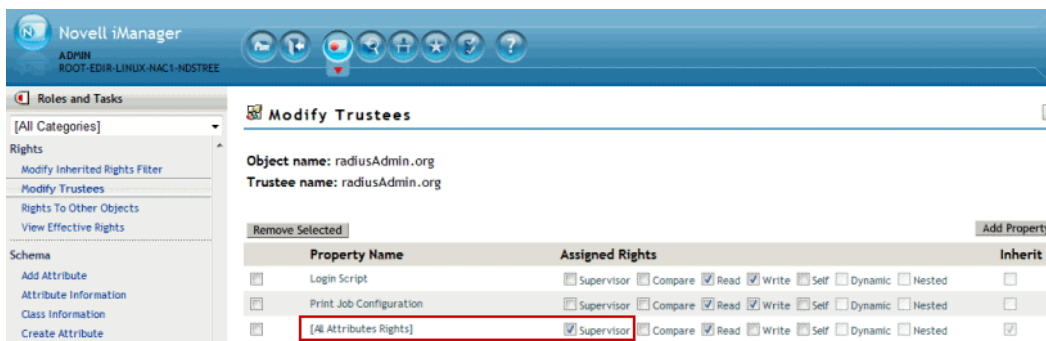 Novell iManager
ADMIN
ROOT-EDIR-LINUX-NAC1-NDSTREE
Roles and Tasks
[All Categories]
Rights
Modify Inherited Rights Filter
Modify Trustees
Rights To Other Objects
View Effective Rights
Schema
Add Attribute
Attribute Information
Class Information
Create Attribute
Modify Trustees
Object name: radiusAdmin.org
Trustee name: radiusAdmin.org
Remove Selected Add Property
Property Name Assigned Rights Inherit
Login Script Supervisor Compare Read Write Self Dynamic Nested
Print Job Configuration Supervisor Compare Read Write Self Dynamic Nested
[All Attributes Rights] Supervisor Compare Read Write Self Dynamic Nested